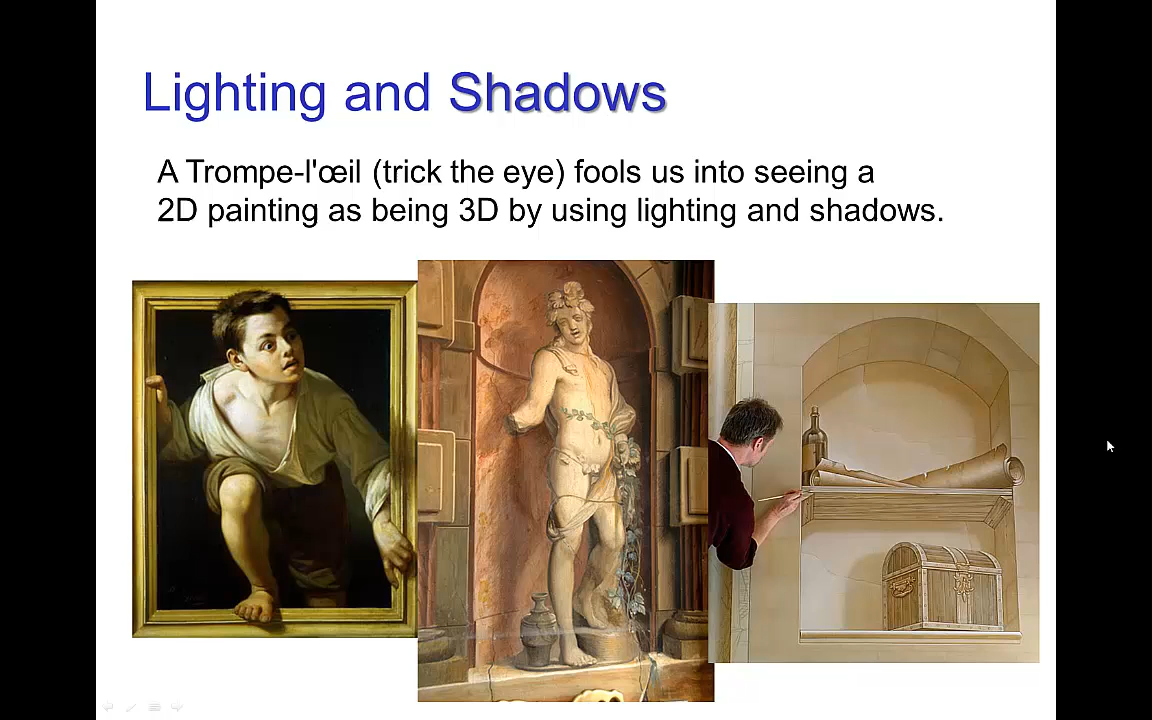 Lighting and Shadows
A Trompe-l'œil (trick the eye) fools us into seeing a
2D painting as being 3D by using lighting and shadows.